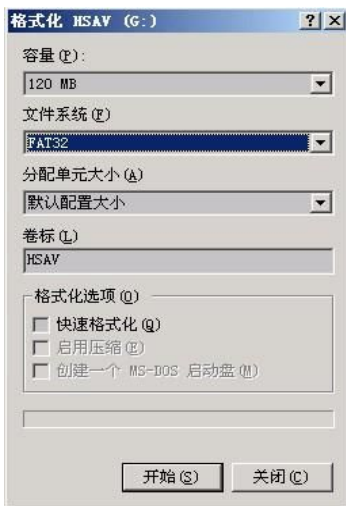 格式化 HSAV (G:)
容量(P):
120 MB
文件系统(F)
FAT32
分配单元大小(A)
默认配置大小
卷标(L)
HSAV
格式化选项(O)
快速格式化(Q)
启用压缩(E)
创建一个 MS-DOS 启动盘(M)
开始(S) 关闭(C)